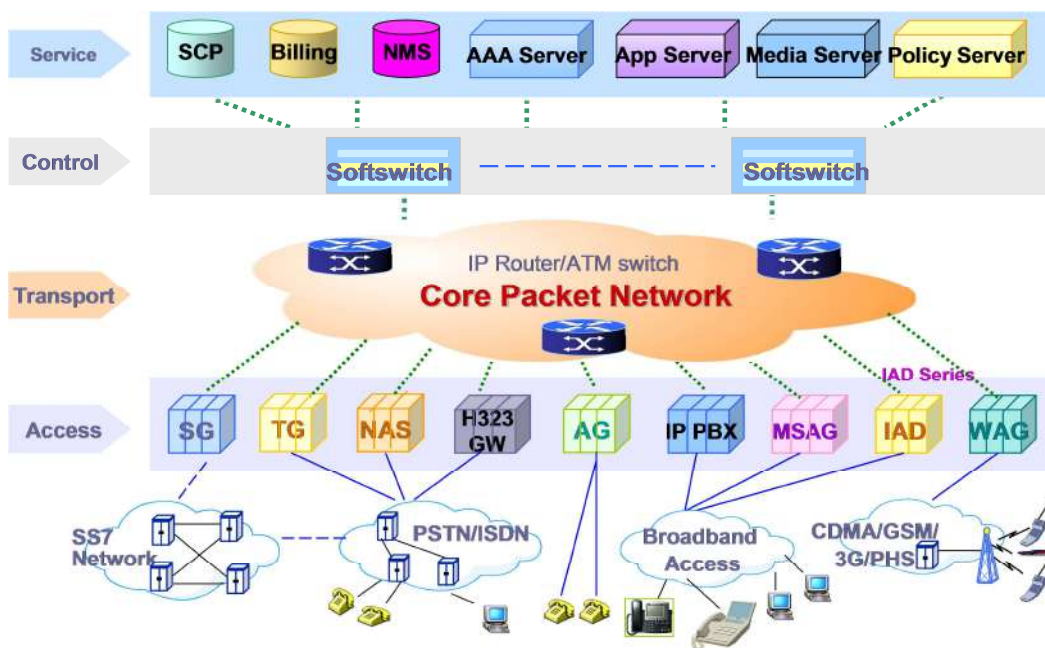 Service
SCP
Billing
NMS
AAA Server
App Server
Media Server
Policy Server
Control
Softswitch
Softswitch
Transport
IP Router/ATM switch
Core Packet Network
IAD Series
Access
SG
TG
NAS
H323
GW
AG
IP PBX
MSAG
IAD
WAG
SS7
Network
PSTN/ISDN
Broadband
Access
CDMA/GSM/
3G/PHS